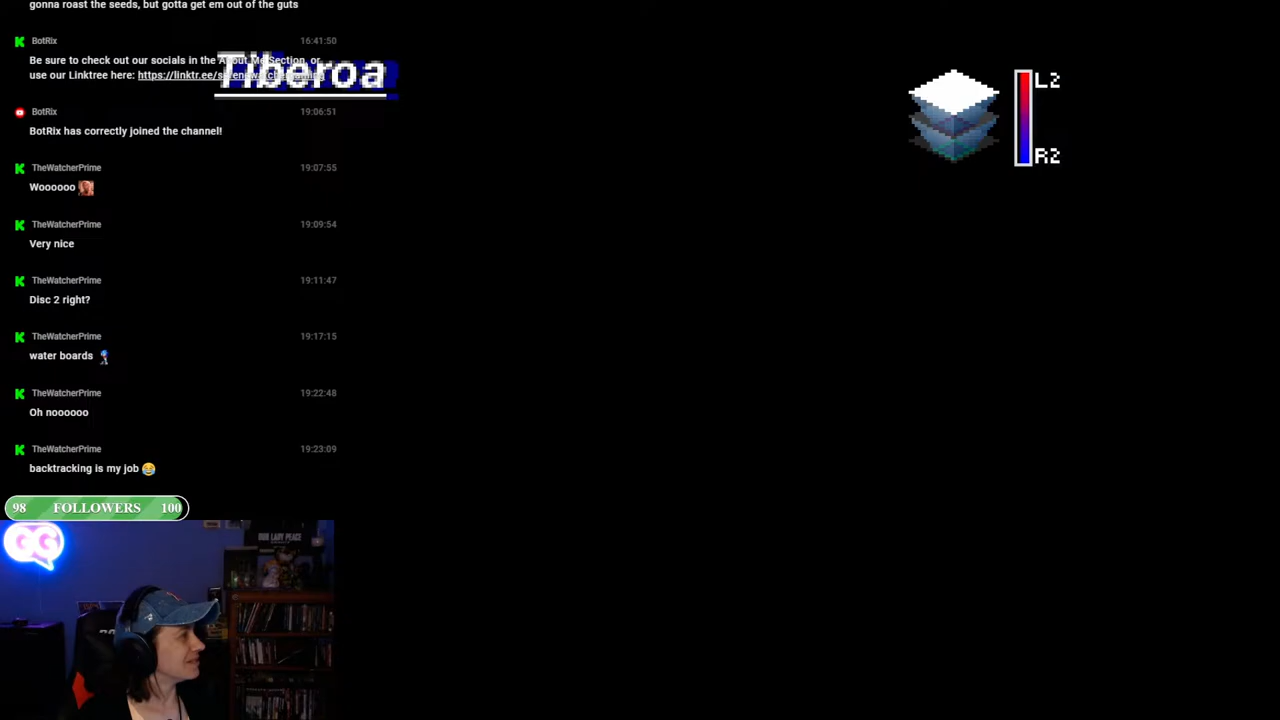 gonna roast the seeds, but gotta get em out of the guts
BotRix 16:41:50
Be sure to check out our socials in the About Me Section, or
use our Linktree here:
Tiberoa
L2
R2
BotRix 19:06:51
BotRix has correctly joined the channel!
TheWatcherPrime 19:07:55
Woooooo
TheWatcherPrime 19:09:54
Very nice
TheWatcherPrime 19:11:47
Disc 2 right?
TheWatcherPrime 19:17:15
water boards
TheWatcherPrime 19:22:48
Oh noooooo
TheWatcherPrime 19:23:09
backtracking is my job 😂
98 FOLLOWERS 100
GG
OUR LADY PEACE